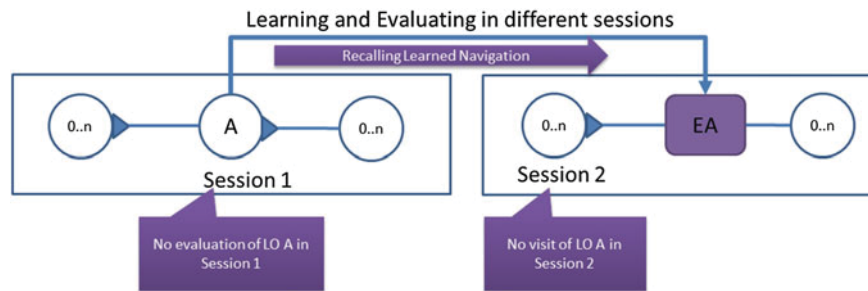 Learning and Evaluating in different sessions
Recalling Learned Navigation
0..n
A
0..n
Session 1
0..n
EA
0..n
Session 2
No evaluation of LO A in
Session 1
No visit of LO A in
Session 2